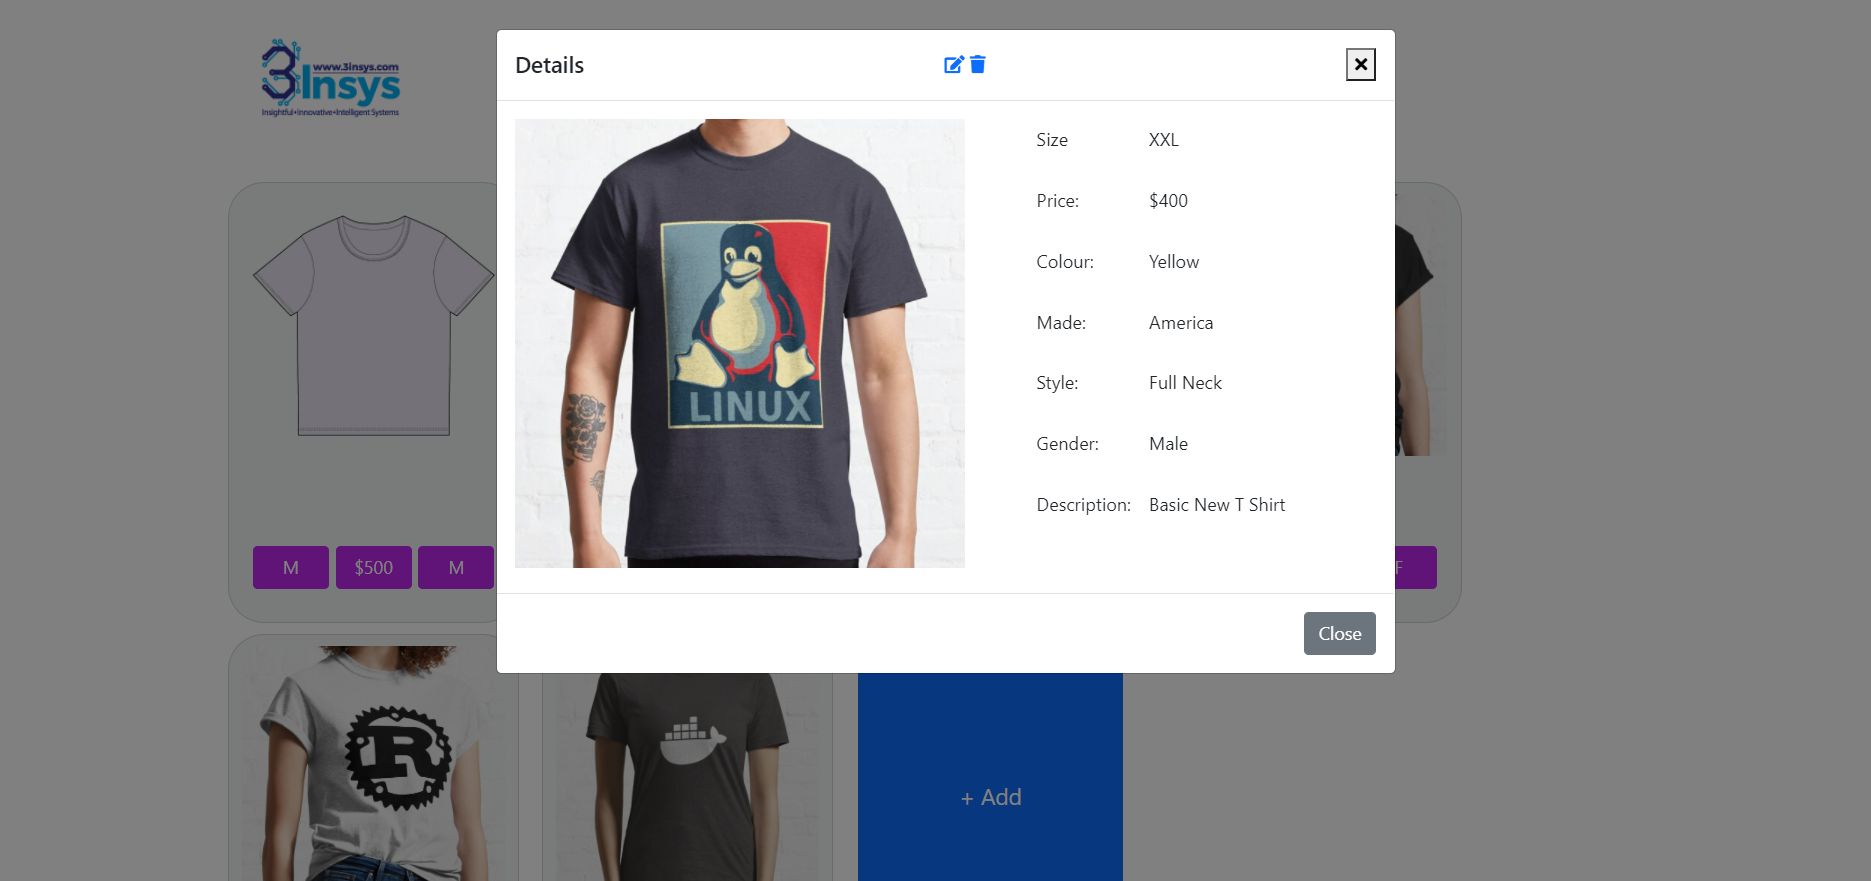 www.3insys.com
3Insys
Insightful•Innovative•Intelligent Systems
Details
Size XXL
Price: $400
Colour: Yellow
Made: America
Style: Full Neck
Gender: Male
Description: Basic New T Shirt
LINUX
Close
M $500 M
F
R
+ Add